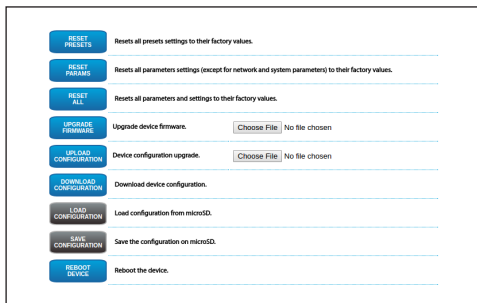 RESET
PRESETS
Resets all presets settings to their factory values.
RESET
PARAMS
Resets all parameters settings (except for network and system parameters) to their factory values.
RESET
ALL
Resets all parameters and settings to their factory values.
UPGRADE
FIRMWARE
Upgrade device firmware.
Choose File No file chosen
UPLOAD
CONFIGURATION
Device configuration upgrade.
Choose File No file chosen
DOWNLOAD
CONFIGURATION
Download device configuration.
LOAD
CONFIGURATION
Load configuration from microSD.
SAVE
CONFIGURATION
Save the configuration on microSD.
REBOOT
DEVICE
Reboot the device.